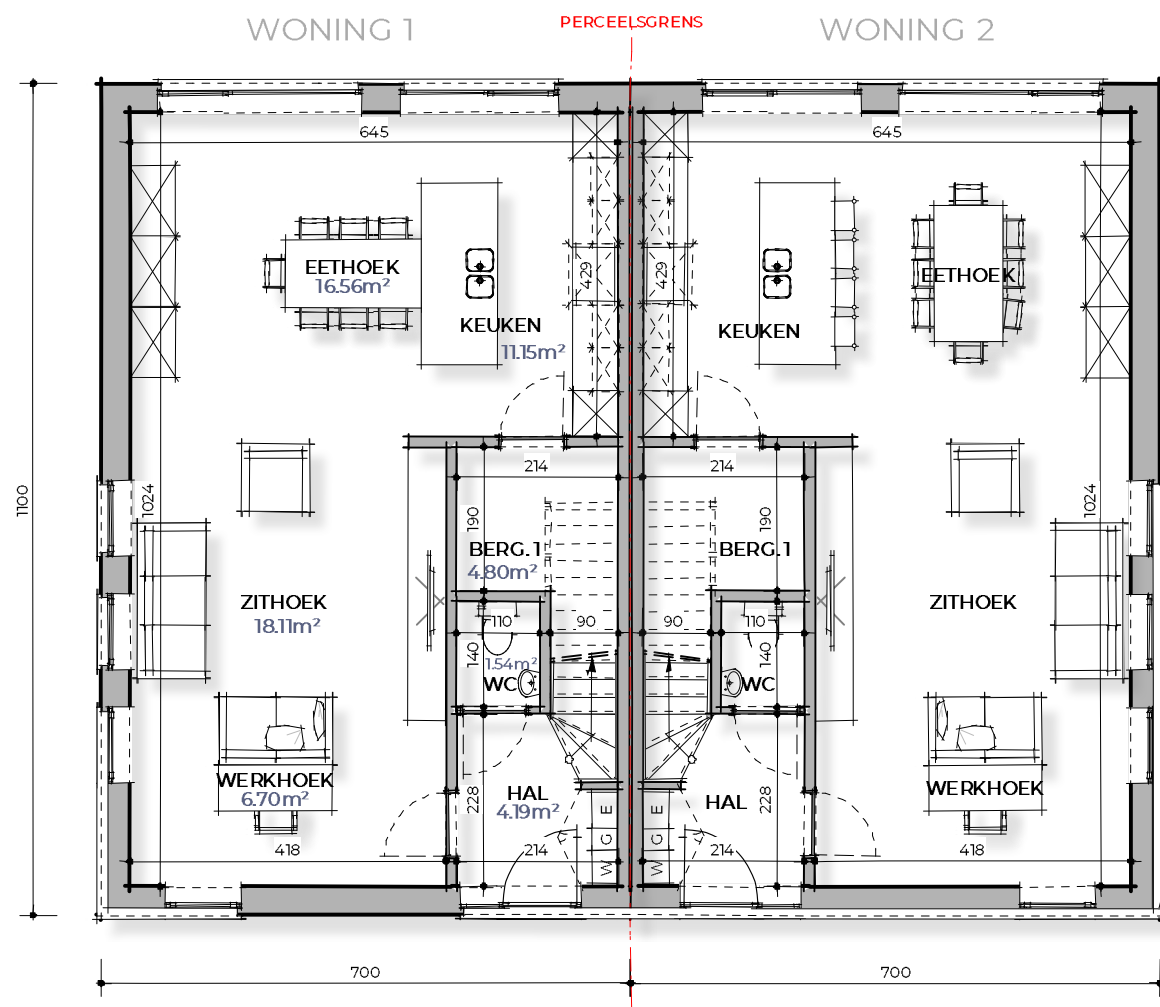 WONING 1
PERCEELSGRENS
WONING 2
645
645
EETHOEK
16.56m²
429
429
EETHOEK
KEUKEN
11.15m²
KEUKEN
214
214
1100
1024
1024
190
190
BERG.1
4.80m²
BERG.1
ZITHOEK
18.11m²
ZITHOEK
110
90
90
110
140
140
1.54m²
WC
WC
WERKHOEK
6.70m²
HAL
4.19m²
HAL
WERKHOEK
228
228
W G E
W G E
418
214
214
418
700
700